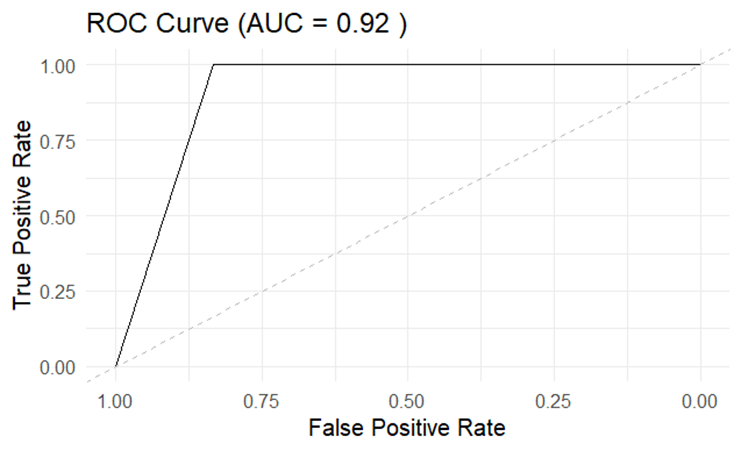 ROC Curve (AUC = 0.92 )
True Positive Rate
1.00
0.75
0.50
0.25
0.00
1.00 0.75 0.50 0.25 0.00
False Positive Rate